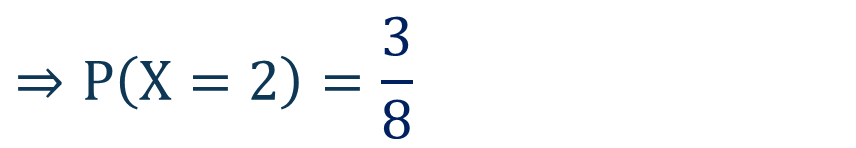 ⇒ P(X = 2) = 3/8